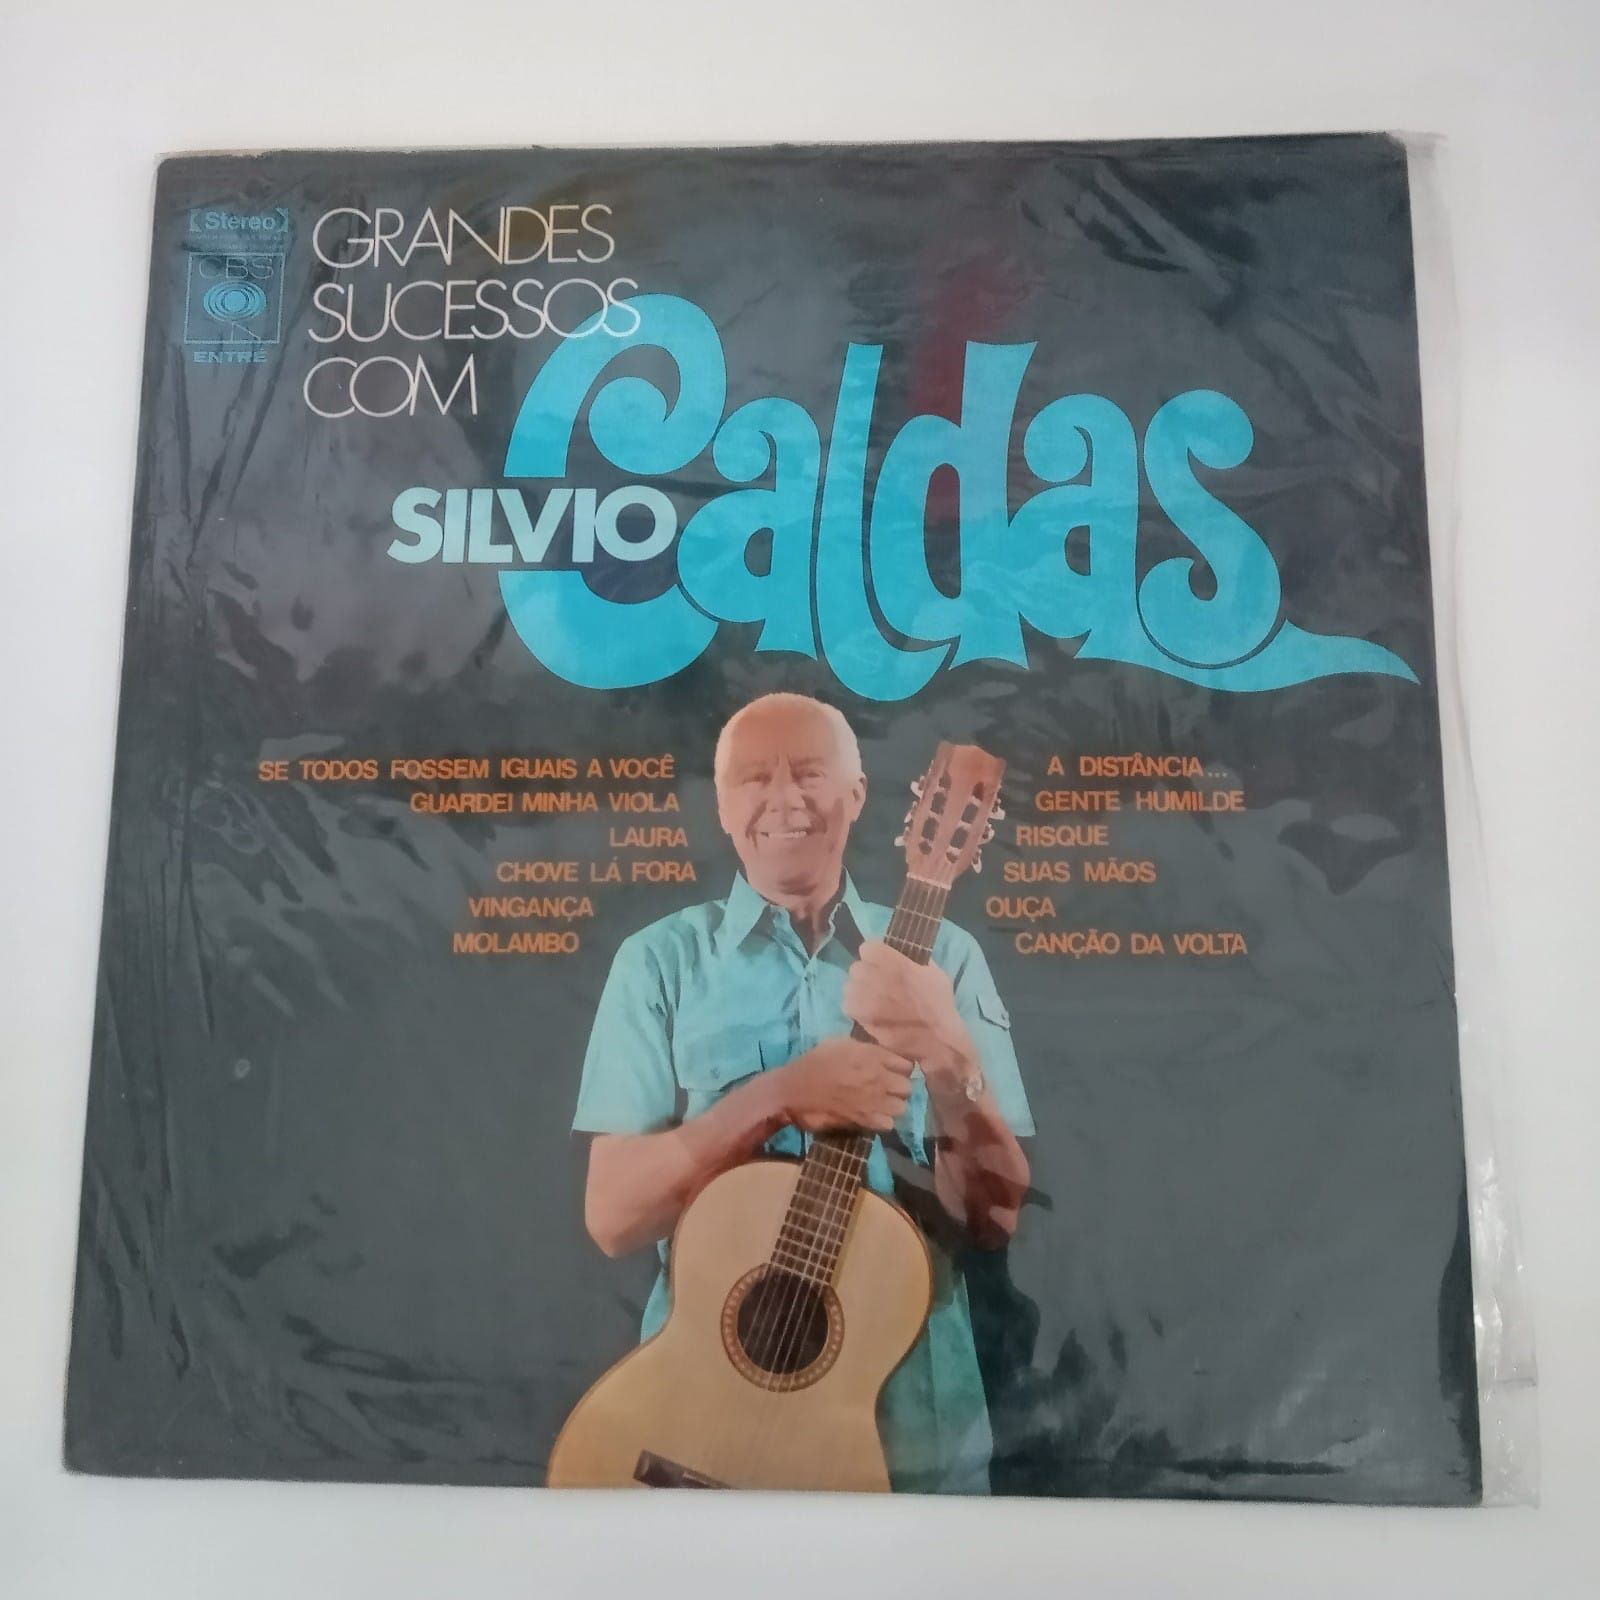 Stereo
CBS
ENTRÉ
GRANDES
SUCESSOS
COM
SILVIO Caldas
SE TODOS FOSSEM IGUAIS A VOCÊ
GUARDEI MINHA VIOLA
LAURA
CHOVE LÁ FORA
VINGANÇA
MOLAMBO
A DISTÂNCIA...
GENTE HUMILDE
RISQUE
SUAS MÃOS
OUÇA
CANÇÃO DA VOLTA